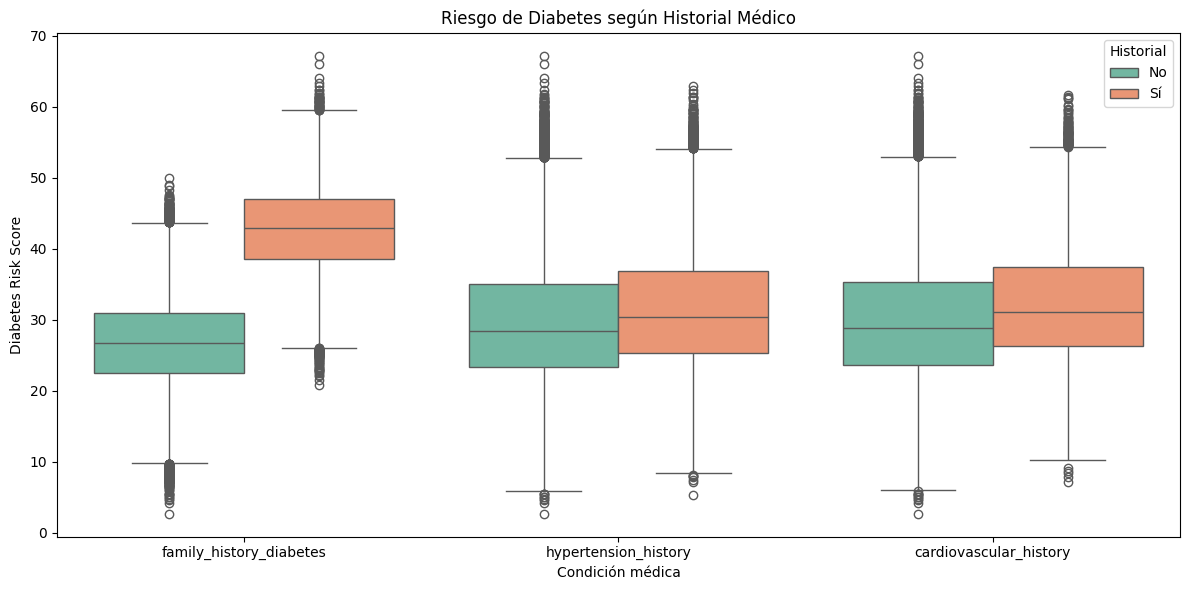 Riesgo de Diabetes según Historial Médico
Historial
No
Sí
Diabetes Risk Score
70
60
50
40
30
20
10
0
family_history_diabetes
hypertension_history
cardiovascular_history
Condición médica